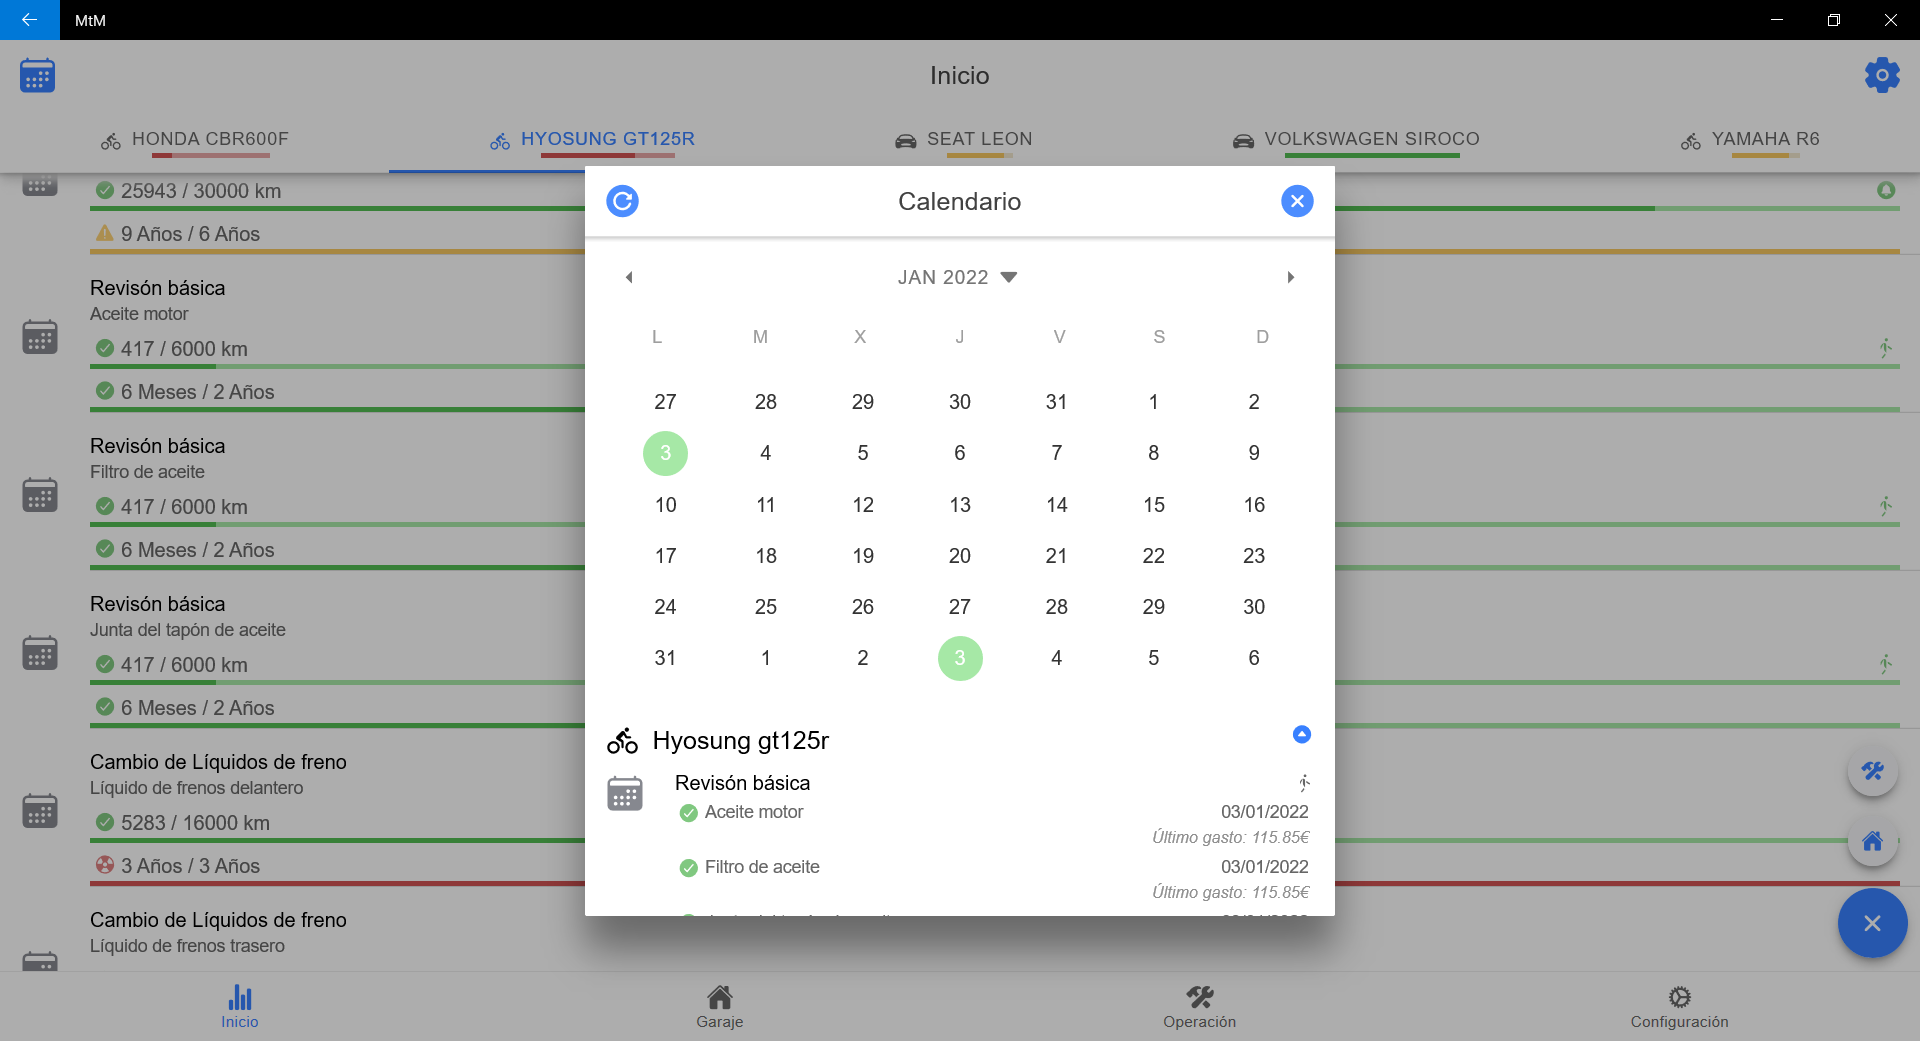 MtM
Inicio
HONDA CBR600F
HYOSUNG GT125R
SEAT LEON
VOLKSWAGEN SIROCO
YAMAHA R6
25943 / 30000 km
9 Años / 6 Años
Revisón básica
Aceite motor
417 / 6000 km
6 Meses / 2 Años
Revisón básica
Filtro de aceite
417 / 6000 km
6 Meses / 2 Años
Revisón básica
Junta del tapón de aceite
417 / 6000 km
6 Meses / 2 Años
Cambio de Líquidos de freno
Líquido de frenos delantero
5283 / 16000 km
3 Años / 3 Años
Cambio de Líquidos de freno
Líquido de frenos trasero
Calendario
JAN 2022
L M X J V S D
27 28 29 30 31 1 2
3 4 5 6 7 8 9
10 11 12 13 14 15 16
17 18 19 20 21 22 23
24 25 26 27 28 29 30
31 1 2 3 4 5 6
Hyosung gt125r
Revisón básica
Aceite motor 03/01/2022
Último gasto: 115.85€
Filtro de aceite 03/01/2022
Último gasto: 115.85€
Inicio
Garaje
Operación
Configuración